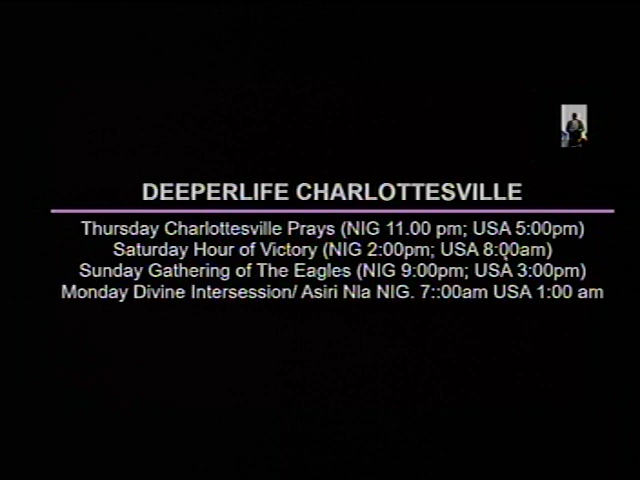 DEEPERLIFE CHARLOTTESVILLE
Thursday Charlottesville Prays (NIG 11.00 pm; USA 5:00pm)
Saturday Hour of Victory (NIG 2:00pm; USA 8:00am)
Sunday Gathering of The Eagles (NIG 9:00pm; USA 3:00pm)
Monday Divine Intersession/ Asiri Nla NIG. 7::00am USA 1:00 am